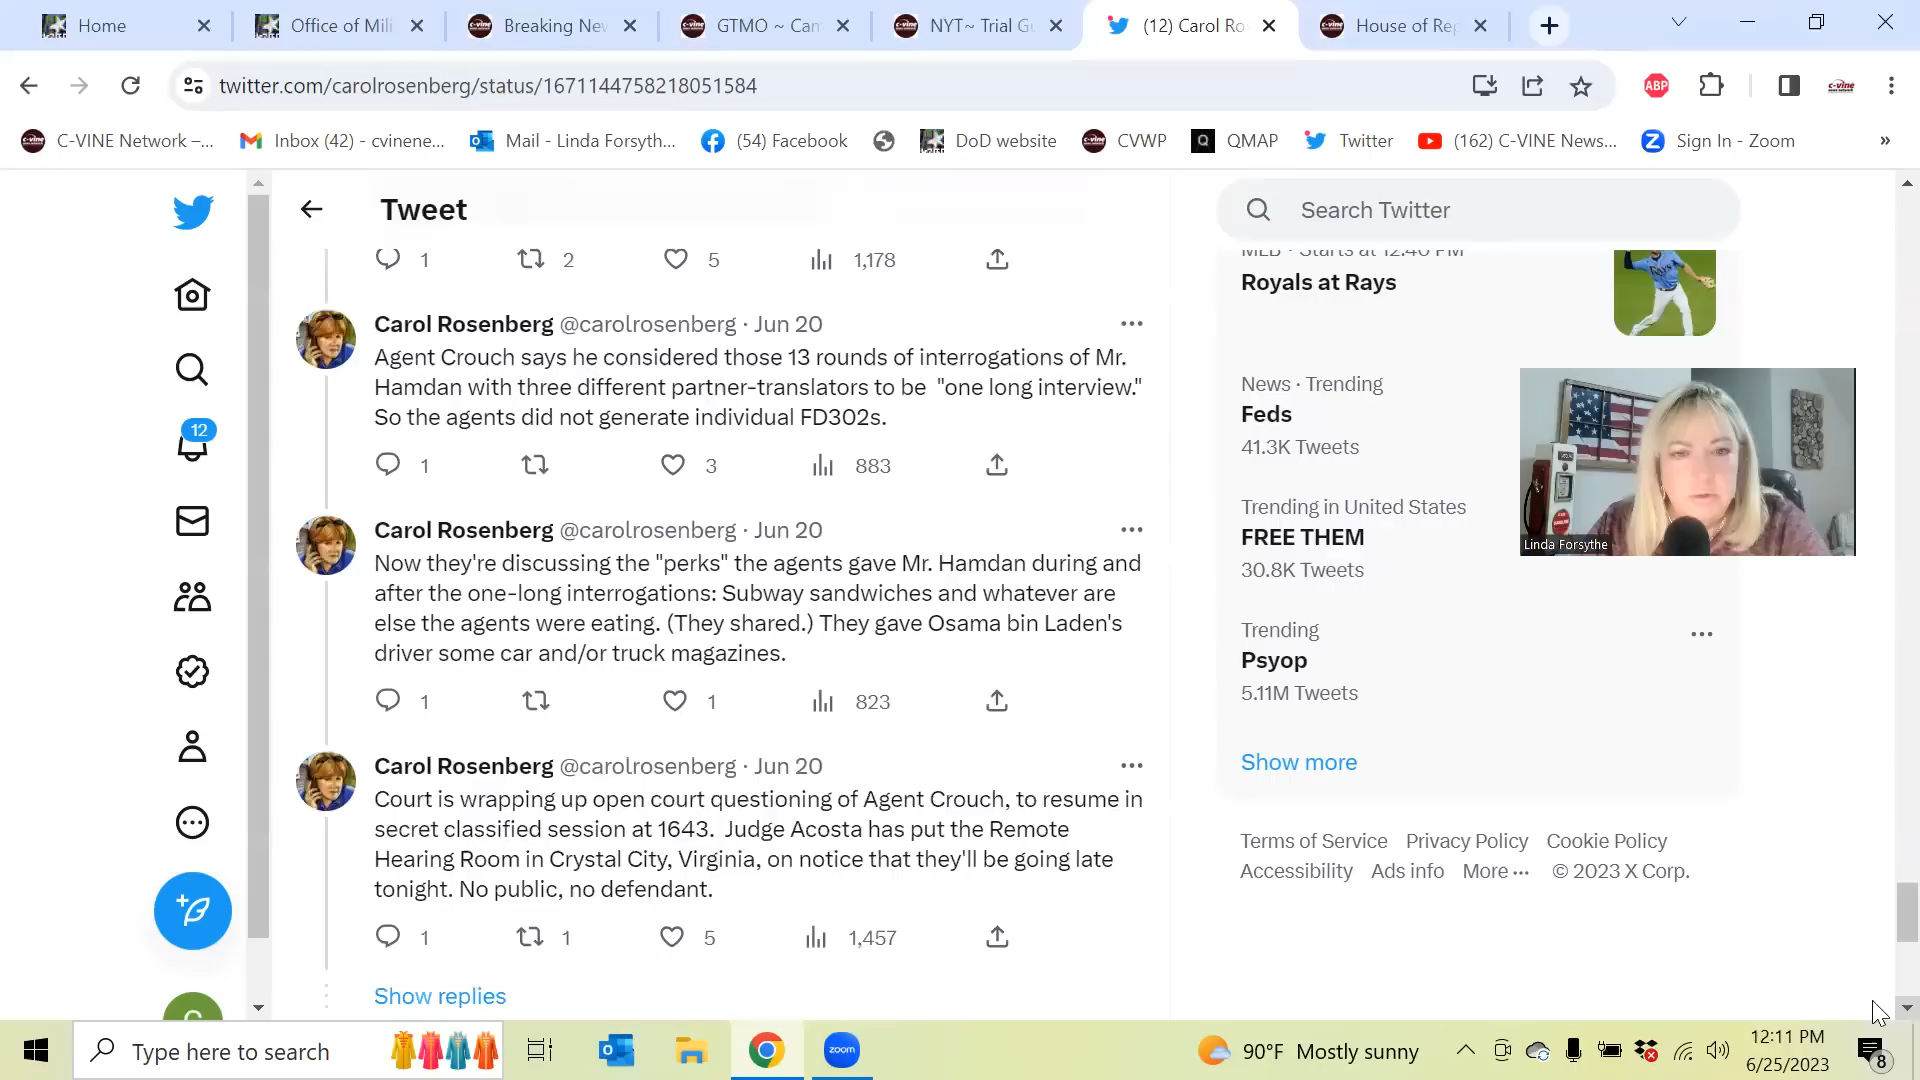 Home
Office of Mili
Breaking Nev
GTMO ~ Cam
NYT~ Trial Gu
(12) Carol Ro
House of Rep
twitter.com/carolrosenberg/status/1671144758218051584
ABP
c-vine
C-VINE Network –...
Inbox (42) - cvinene...
Mail - Linda Forsyth...
(54) Facebook
DoD website
CVWP
Q
QMAP
Twitter
(162) C-VINE News...
Z
Sign In - Zoom
»
Tweet
1
2
5
1,178
Carol Rosenberg @carolrosenberg · Jun 20
Agent Crouch says he considered those 13 rounds of interrogations of Mr.
Hamdan with three different partner-translators to be "one long interview."
So the agents did not generate individual FD302s.
1
3
883
Carol Rosenberg @carolrosenberg · Jun 20
Now they're discussing the "perks" the agents gave Mr. Hamdan during and
after the one-long interrogations: Subway sandwiches and whatever are
else the agents were eating. (They shared.) They gave Osama bin Laden's
driver some car and/or truck magazines.
1
1
823
Carol Rosenberg @carolrosenberg · Jun 20
Court is wrapping up open court questioning of Agent Crouch, to resume in
secret classified session at 1643. Judge Acosta has put the Remote
Hearing Room in Crystal City, Virginia, on notice that they'll be going late
tonight. No public, no defendant.
1
1
5
1,457
Show replies
12
Search Twitter
MLB · Starts at 12:40 PM
Royals at Rays
News · Trending
Feds
41.3K Tweets
Trending in United States
FREE THEM
30.8K Tweets
Trending
Psyop
5.11M Tweets
Show more
Linda Forsythe
Terms of Service Privacy Policy Cookie Policy
Accessibility Ads info More ··· © 2023 X Corp.
Type here to search
zoom
90°F Mostly sunny
12:11 PM
6/25/2023
8